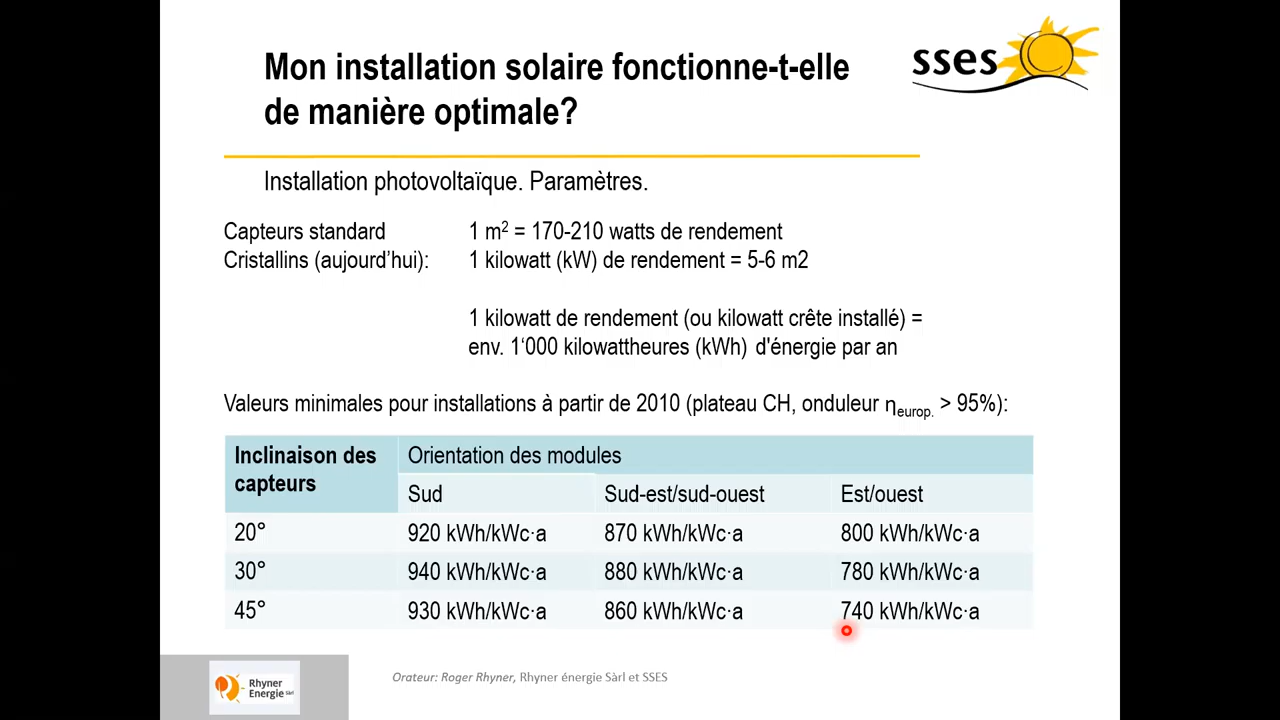 Mon installation solaire fonctionne-t-elle
de manière optimale?
sses
Installation photovoltaïque. Paramètres.
Capteurs standard 1 m² = 170-210 watts de rendement
Cristallins (aujourd'hui): 1 kilowatt (kW) de rendement = 5-6 m2
1 kilowatt de rendement (ou kilowatt crête installé) =
env. 1‘000 kilowattheures (kWh) d'énergie par an
Valeurs minimales pour installations à partir de 2010 (plateau CH, onduleur ηeurop. > 95%):
Inclinaison des capteurs Orientation des modules
Sud Sud-est/sud-ouest Est/ouest
20° 920 kWh/kWc·a 870 kWh/kWc·a 800 kWh/kWc·a
30° 940 kWh/kWc·a 880 kWh/kWc·a 780 kWh/kWc·a
45° 930 kWh/kWc·a 860 kWh/kWc·a 740 kWh/kWc·a
Rhyner
Energie Sàrl
Orateur: Roger Rhyner, Rhyner énergie Sàrl et SSES